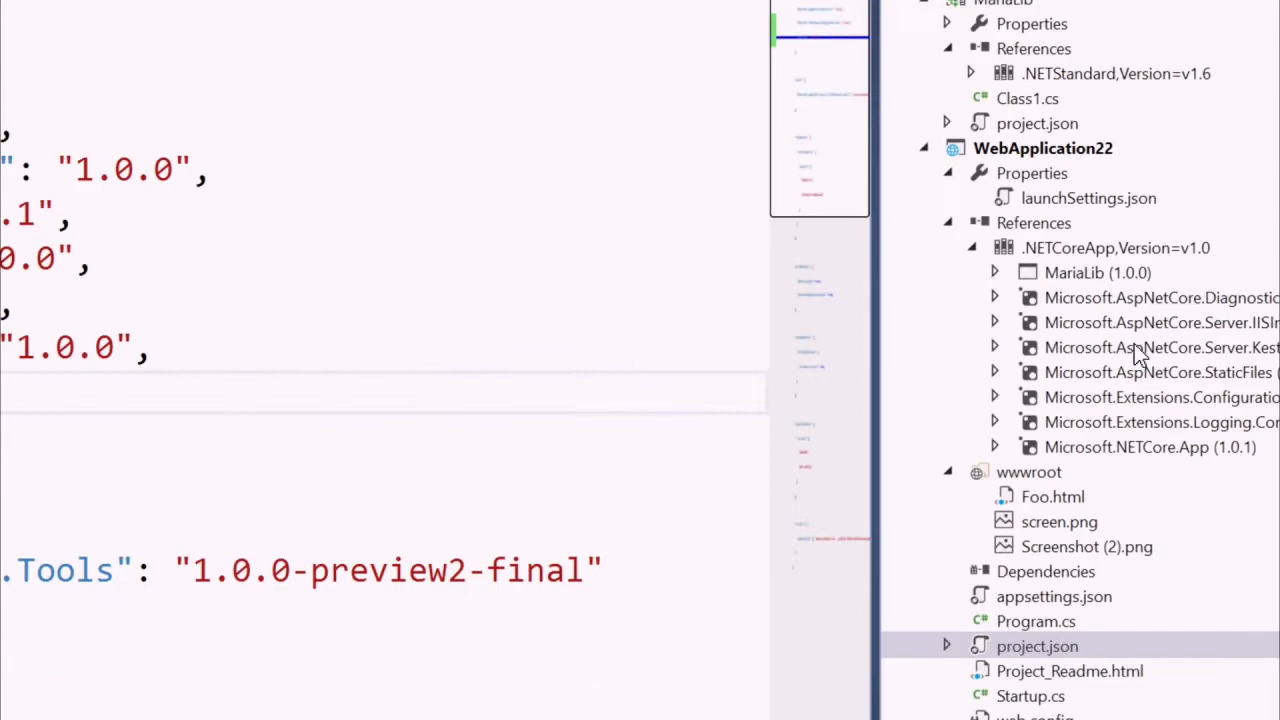 ,
": "1.0.0",
.1",
0.0",
,
"1.0.0",
.Tools": "1.0.0-preview2-final"
MariaLib
Properties
References
.NETStandard,Version=v1.6
Class1.cs
project.json
WebApplication22
Properties
launchSettings.json
References
.NETCoreApp,Version=v1.0
MariaLib (1.0.0)
Microsoft.AspNetCore.Diagnostic
Microsoft.AspNetCore.Server.IISIn
Microsoft.AspNetCore.Server.Kest
Microsoft.AspNetCore.StaticFiles (
Microsoft.Extensions.Configuratio
Microsoft.Extensions.Logging.Con
Microsoft.NETCore.App (1.0.1)
wwwroot
Foo.html
screen.png
Screenshot (2).png
Dependencies
appsettings.json
Program.cs
project.json
Project_Readme.html
Startup.cs
web.config